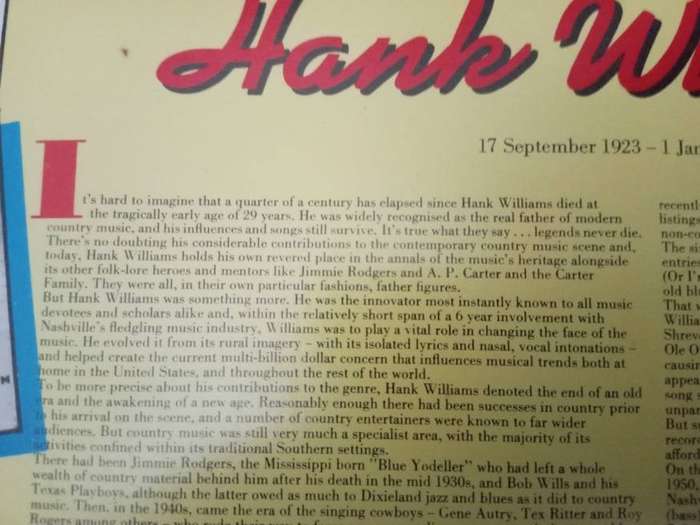 Hank Wi
17 September 1923 – 1 Jan
It's hard to imagine that a quarter of a century has elapsed since Hank Williams died at
the tragically early age of 29 years. He was widely recognised as the real father of modern
country music, and his influences and songs still survive. It's true what they say . . . legends never die.
There's no doubting his considerable contributions to the contemporary country music scene and,
today, Hank Williams holds his own revered place in the annals of the music's heritage alongside
its other folk-lore heroes and mentors like Jimmie Rodgers and A. P. Carter and the Carter
Family. They were all, in their own particular fashions, father figures.
But Hank Williams was something more. He was the innovator most instantly known to all music
devotees and scholars alike and, within the relatively short span of a 6 year involvement with
Nashville's fledgling music industry, Williams was to play a vital role in changing the face of the
music. He evolved it from its rural imagery – with its isolated lyrics and nasal, vocal intonations –
and helped create the current multi-billion dollar concern that influences musical trends both at
home in the United States, and throughout the rest of the world.
To be more precise about his contributions to the genre, Hank Williams denoted the end of an old
era and the awakening of a new age. Reasonably enough there had been successes in country prior
to his arrival on the scene, and a number of country entertainers were known to far wider
audiences. But country music was still very much a specialist area, with the majority of its
activities confined within its traditional Southern settings.
There had been Jimmie Rodgers, the Mississippi born "Blue Yodeller" who had left a whole
wealth of country material behind him after his death in the mid 1930s, and Bob Wills and his
Texas Playboys, although the latter owed as much to Dixieland jazz and blues as it did to country
music. Then, in the 1940s, came the era of the singing cowboys – Gene Autry, Tex Ritter and Roy
Rogers among others –
recentl
listings
non-co
The si
entries
(Or I'
old bl
That w
Willia
Shreve
Ole O
causin
appea
song s
unpar
But s
record
afford
On th
1950,
Nash
(base